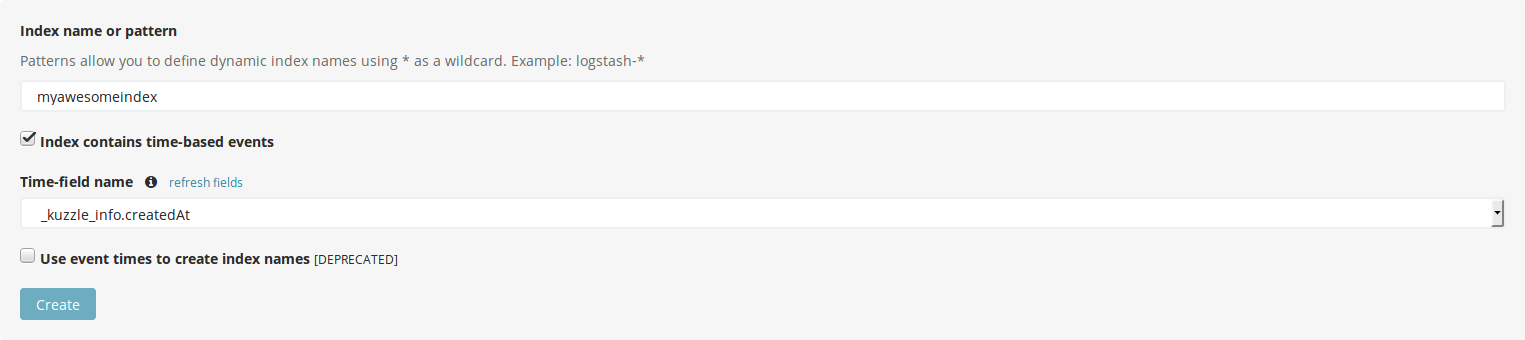 Index name or pattern
Patterns allow you to define dynamic index names using * as a wildcard. Example: logstash-*
myawesomeindex
Index contains time-based events
Time-field name refresh fields
_kuzzle_info.createdAt
Use event times to create index names [DEPRECATED]
Create